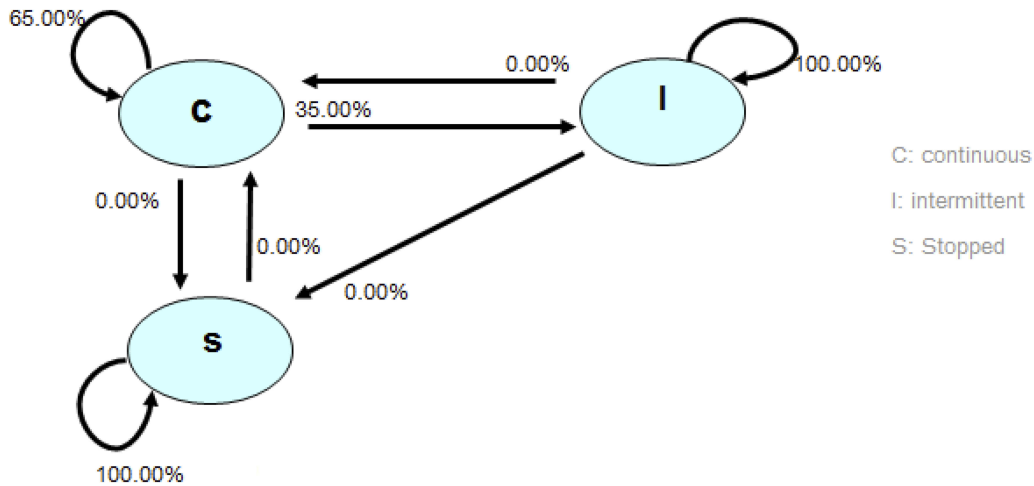 65.00%
0.00%
100.00%
C
I
35.00%
C: continuous
0.00%
I: intermittent
0.00%
S: Stopped
0.00%
S
100.00%